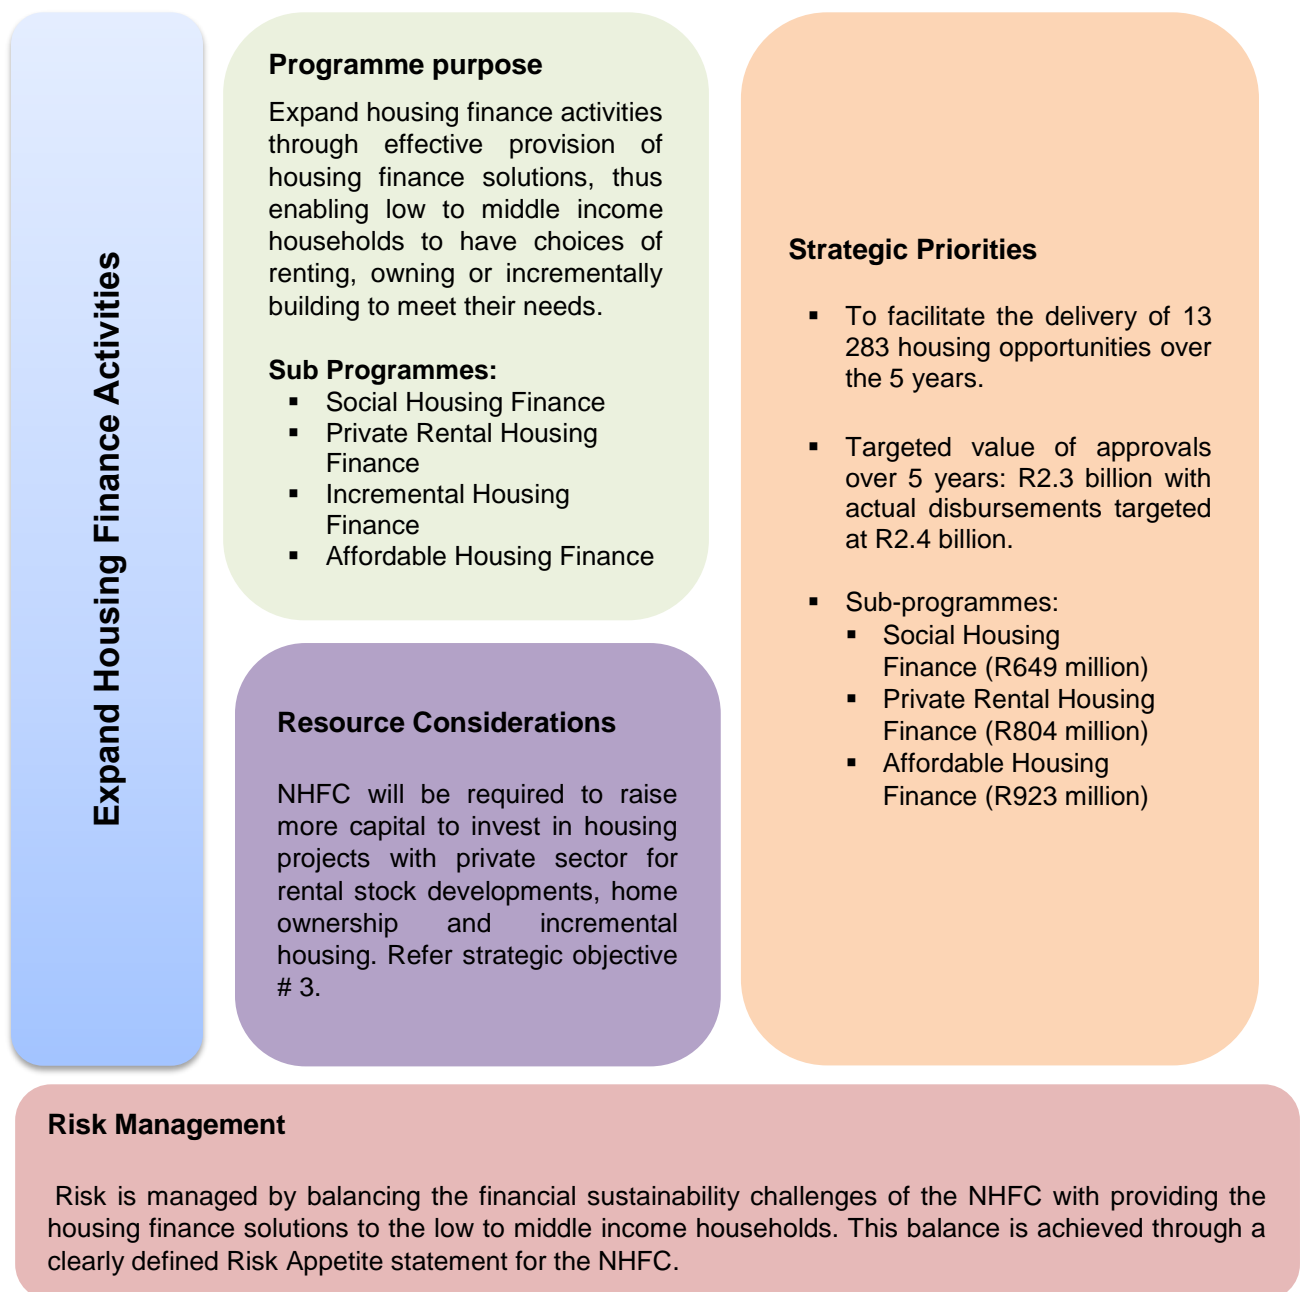 Expand Housing Finance Activities
Programme purpose
Expand housing finance activities
through effective provision of
housing finance solutions, thus
enabling low to middle income
households to have choices of
renting, owning or incrementally
building to meet their needs.
Sub Programmes:
▪ Social Housing Finance
▪ Private Rental Housing
Finance
▪ Incremental Housing
Finance
▪ Affordable Housing Finance
Resource Considerations
NHFC will be required to raise
more capital to invest in housing
projects with private sector for
rental stock developments, home
ownership and incremental
housing. Refer strategic objective
# 3.
Strategic Priorities
▪ To facilitate the delivery of 13
283 housing opportunities over
the 5 years.
▪ Targeted value of approvals
over 5 years: R2.3 billion with
actual disbursements targeted
at R2.4 billion.
▪ Sub-programmes:
▪ Social Housing
Finance (R649 million)
▪ Private Rental Housing
Finance (R804 million)
▪ Affordable Housing
Finance (R923 million)
Risk Management
Risk is managed by balancing the financial sustainability challenges of the NHFC with providing the
housing finance solutions to the low to middle income households. This balance is achieved through a
clearly defined Risk Appetite statement for the NHFC.